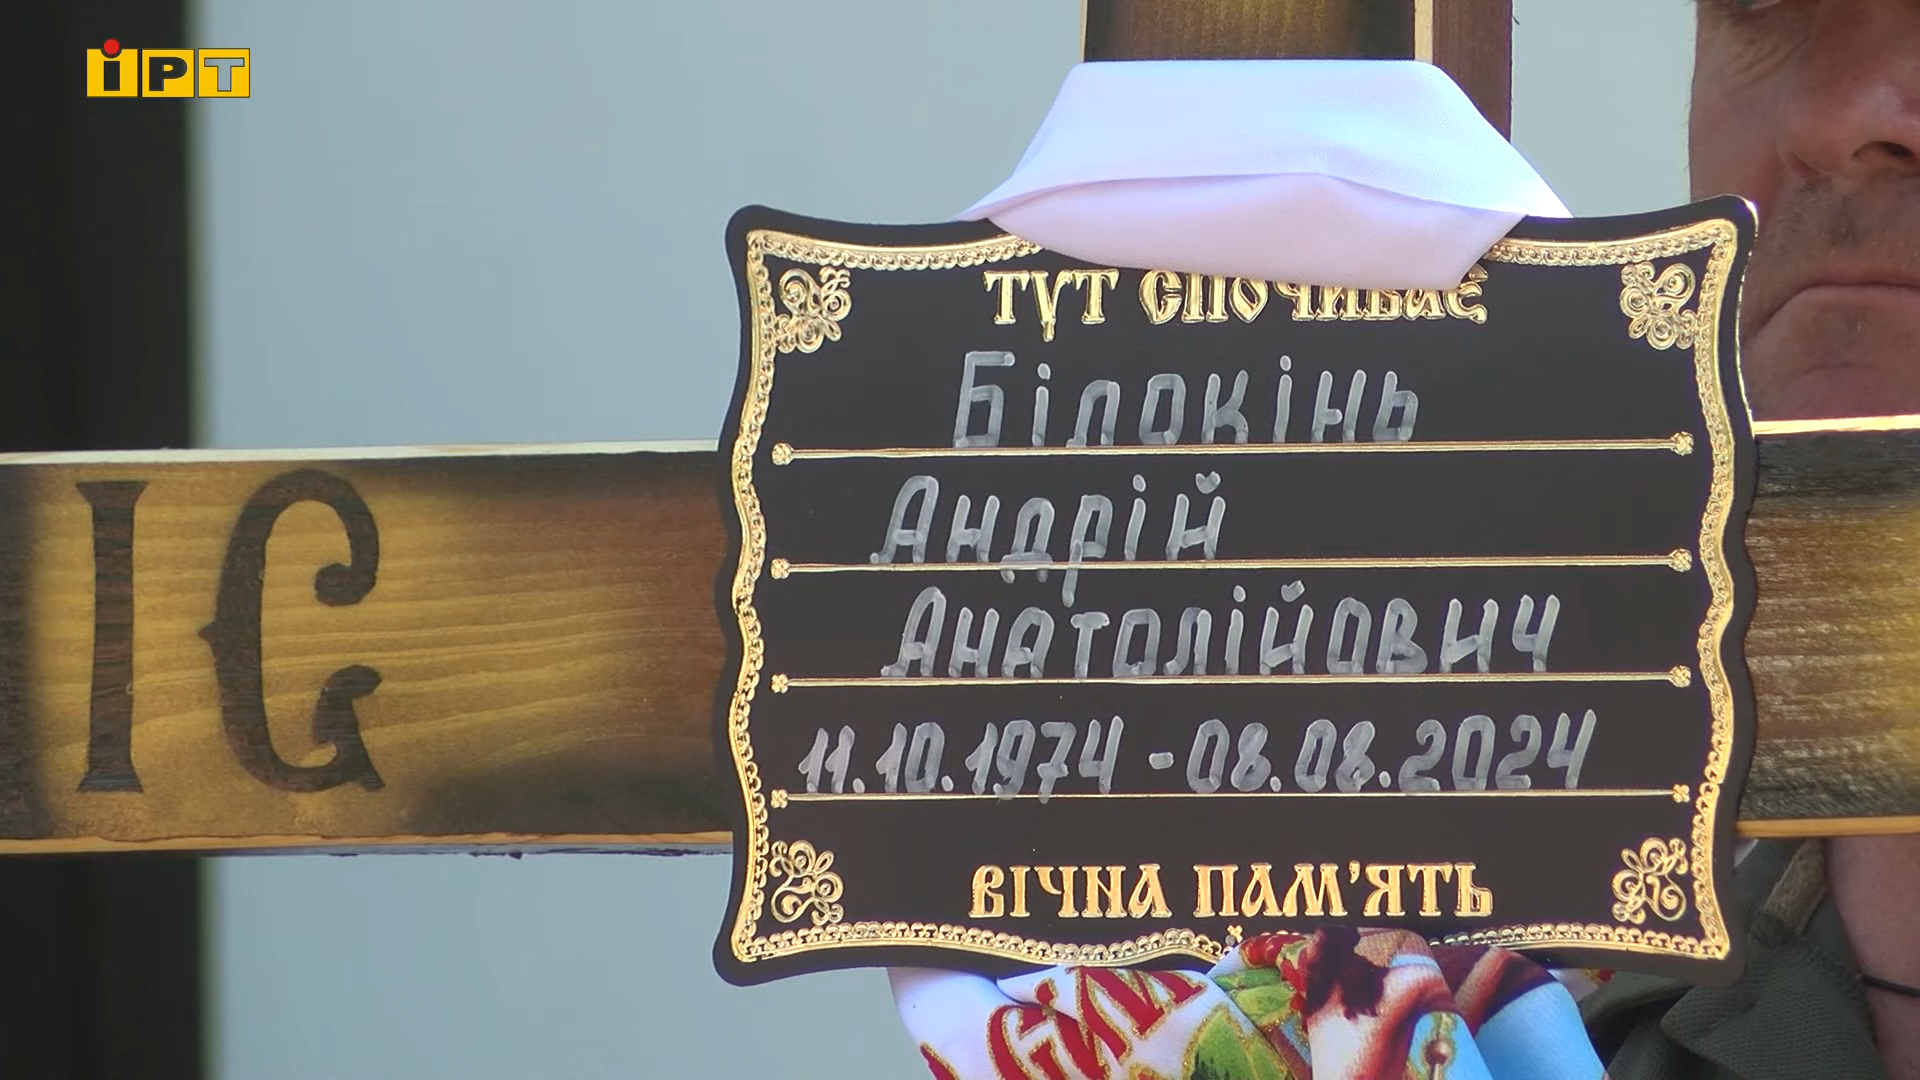 іРТ
ТУТ СПОЧИВАЄ
Білокінь
Андрій
Анатолійович
11.10.1974 - 08.08.2024
ВІЧНА ПАМ'ЯТЬ
ІС